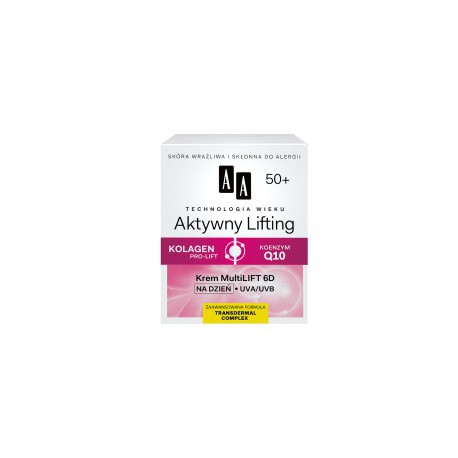 SKÓRA WRAŻLIWA I SKŁONNA DO ALERGII
AA 50+
TECHNOLOGIA WIEKU
Aktywny Lifting
KOLAGEN
PRO-LIFT
KOENZYM
Q10
Krem MultiLIFT 6D
NA DZIEŃ • UVA/UVB
ZAAWANSOWANA FORMUŁA
TRANSDERMAL
COMPLEX